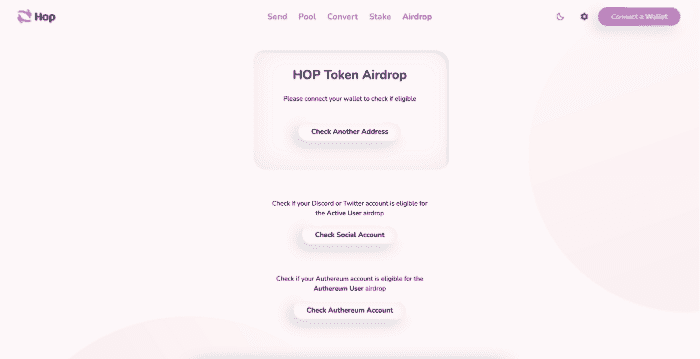 Hop
Send Pool Convert Stake Airdrop
Connect a Wallet
HOP Token Airdrop
Please connect your wallet to check if eligible
Check Another Address
Check if your Discord or Twitter account is eligible for
the Active User airdrop
Check Social Account
Check if your Authereum account is eligible for the
Authereum User airdrop
Check Authereum Account